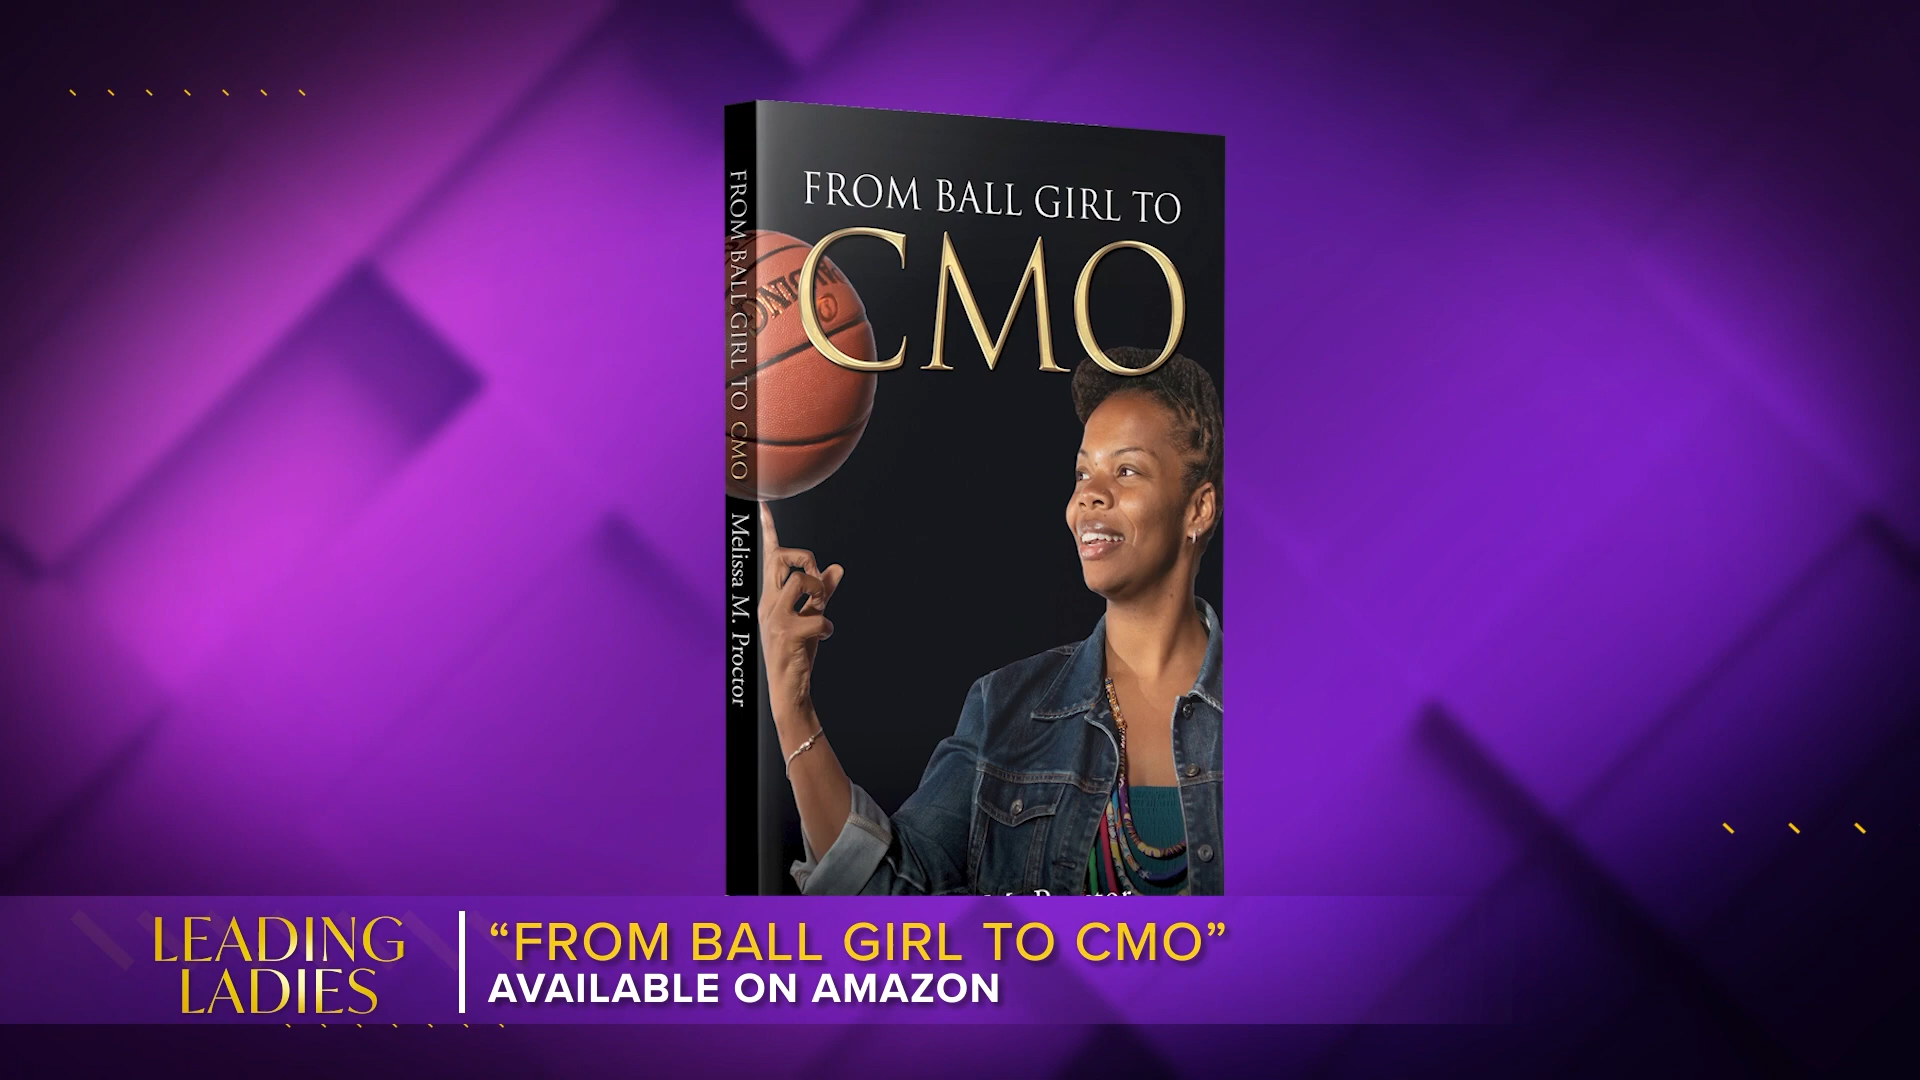 FROM BALL GIRL TO
CMO
FROM BALL GIRL TO CMO Melissa M. Proctor
LEADING
LADIES
“FROM BALL GIRL TO CMO”
AVAILABLE ON AMAZON